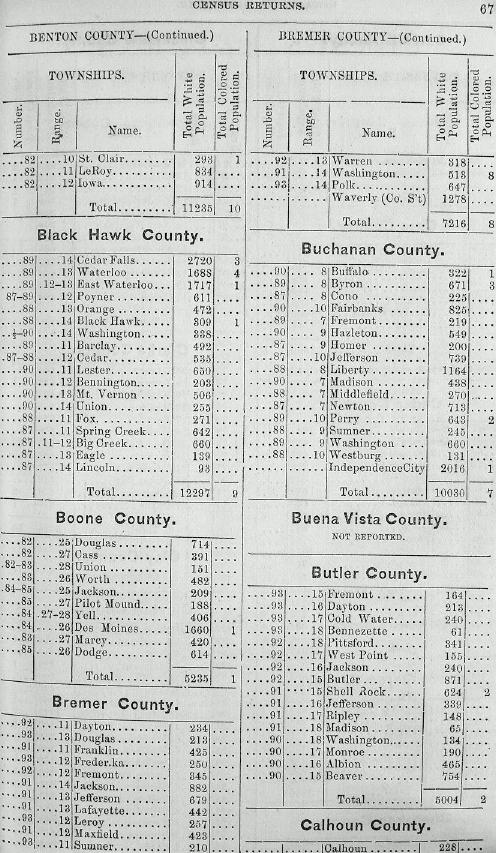 CENSUS RETURNS. 67
BENTON COUNTY—(Continued.)
TOWNSHIPS.
Number. Range. Name. Total White Population. Total Colored Population.
....82 ....10 St. Clair........ 293 1
....82 ....11 LeRoy........ 834 ....
....82 ....12 Iowa........ 914 ....
Total......... 11235 10
Black Hawk County.
....89 ....14 Cedar Falls...... 2720 3
....89 ....13 Waterloo ....... 1688 4
....89 .12-13 East Waterloo... 1717 1
87-89 ....12 Poyner ........ 611 ....
....88 ....13 Orange ........ 472 ....
....88 ....14 Black Hawk.... 309 1
....14 Washington.... 338 ....
....89 ....11 Barclay........ 492 ....
.87-88 ....12 Cedar.......... 535 ....
....90 ....11 Lester.......... 650 ....
....90 ....12 Bennington..... 203 ....
....90 ....13 Mt. Vernon .... 506 ....
....90 ....14 Union.......... 255 ....
....88 ....11 Fox............ 271 ....
....87 ....11 Spring Creek... 642 ....
....87 .11-12 Big Creek...... 660 ....
....87 ....13 Eagle ......... 139 ....
....87 ....14 Lincoln........ 93 ....
Total......... 12297 9
Boone County.
....82 ....25 Douglas ....... 714 ....
....82 ....27 Cass .......... 391 ....
82-83 ....28 Union ......... 151 ....
....83 ....26 Worth ......... 482 ....
84-85 ....25 Jackson........ 209 ....
....85 ....27 Pilot Mound.... 188 ....
....84 27-28 Yell........... 406 ....
....84 ....26 Des Moines.... 1660 1
....83 ....27 Marcy......... 420 ....
....85 ....26 Dodge......... 614 ....
Total......... 5235 1
Bremer County.
....92 ....11 Dayton......... 234 ....
....93 ....13 Douglas ....... 213 ....
....91 ....11 Franklin....... 425 ....
....93 ....12 Frederika...... 250 ....
....92 ....12 Fremont....... 345 ....
....91 ....14 Jackson........ 882 ....
....91 ....13 Jefferson ...... 679 ....
....91 ....13 Lafayette....... 442 ....
....93 ....12 Leroy ......... 257 ....
....91 ....12 Maxfield....... 423 ....
....93 ....11 Sumner........ 210 ....
BREMER COUNTY—(Continued.)
TOWNSHIPS.
Number. Range. Name. Total White Population. Total Colored Population.
....92 ....13 Warren ........ 318 ....
....91 ....14 Washington.... 513 8
....93 ....14 Polk........... 647 ....
Waverly (Co. S't) 1278 ....
Total......... 7216 8
Buchanan County.
....90 .... 8 Buffalo ........ 322 1
....89 .... 8 Byron ......... 671 3
....87 .... 8 Cono .......... 225 ....
....90 ....10 Fairbanks ...... 825 ....
....89 .... 7 Fremont ....... 219 ....
....90 .... 9 Hazleton....... 549 ....
....87 .... 9 Homer ........ 200 ....
....87 ....10 Jefferson ...... 739 ....
....88 .... 8 Liberty ........ 1164 ....
....90 .... 7 Madison ....... 438 ....
....88 .... 7 Middlefield..... 270 ....
....87 .... 7 Newton........ 713 ....
....89 ....10 Perry .......... 643 2
....88 .... 9 Sumner........ 245 ....
....89 .... 9 Washington .... 660 ....
....88 ....10 Westburg ...... 131 ....
IndependenceCity 2016 1
Total......... 10030 7
Buena Vista County.
NOT REPORTED.
Butler County.
....93 ....15 Fremont ....... 164 ....
....93 ....16 Dayton ........ 213 ....
....93 ....17 Cold Water..... 240 ....
....93 ....18 Bennezette ..... 61 ....
....92 ....18 Pittsford........ 341 ....
....92 ....17 West Point ..... 155 ....
....92 ....16 Jackson ........ 240 ....
....92 ....15 Butler ......... 871 ....
....91 ....15 Shell Rock...... 624 2
....91 ....16 Jefferson ....... 339 ....
....91 ....17 Ripley ......... 148 ....
....91 ....18 Madison ....... 65 ....
....90 ....18 Washington..... 134 ....
....90 ....17 Monroe ........ 190 ....
....90 ....16 Albion ......... 465 ....
....90 ....15 Beaver ......... 754 ....
Total......... 5004 2
Calhoun County.
Calhoun ....... 228 ....